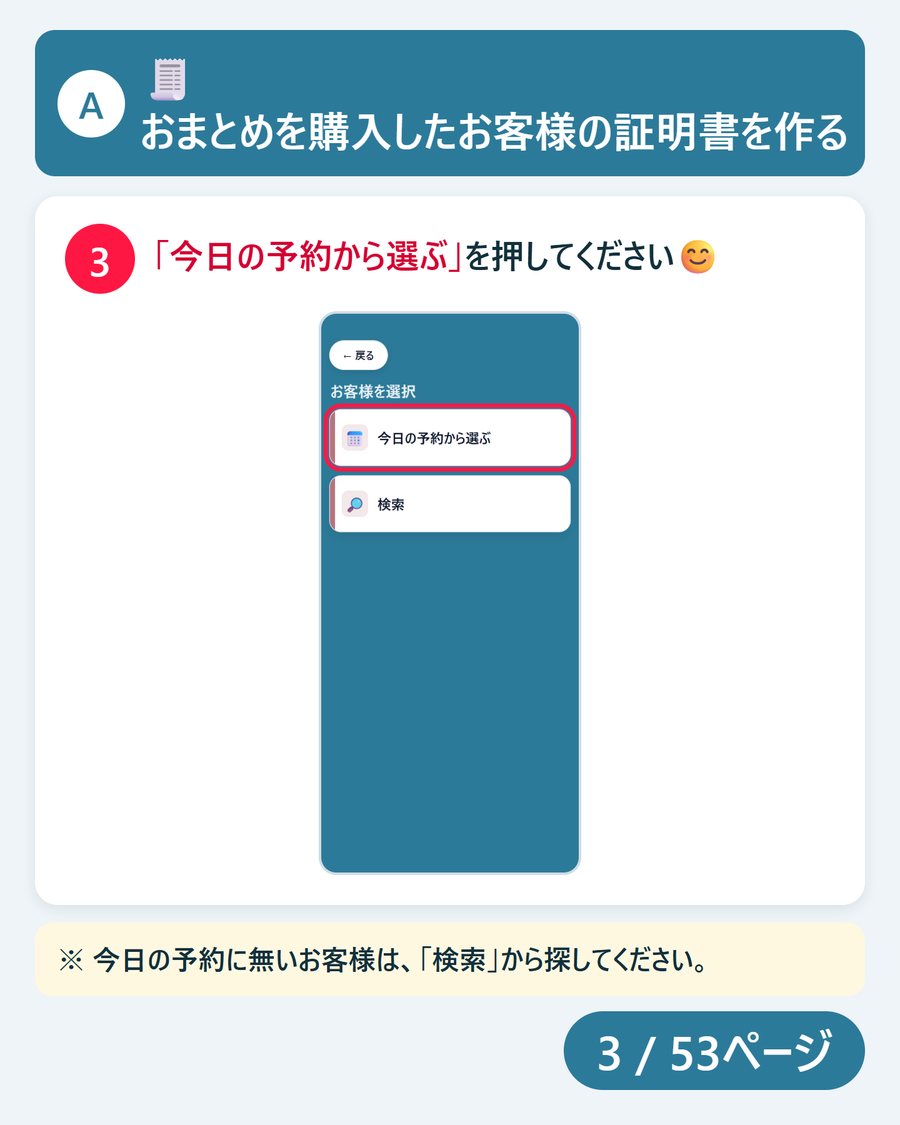 A
おまとめを購入したお客様の証明書を作る
3
「今日の予約から選ぶ」を押してください
← 戻る
お客様を選択
今日の予約から選ぶ
検索
※ 今日の予約に無いお客様は、「検索」から探してください。
3 / 53ページ